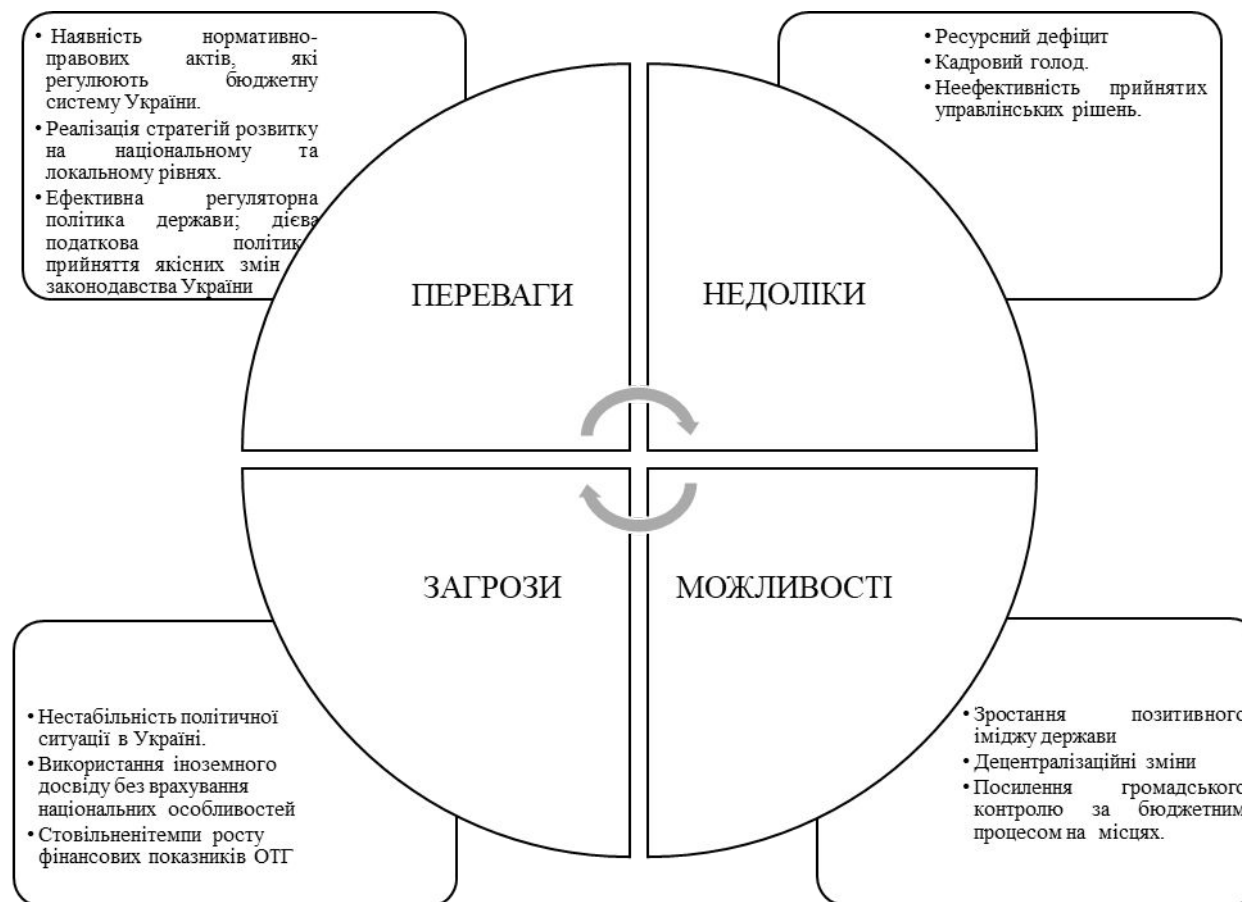 • Наявність нормативно-
правових актів, які
регулюють бюджетну
систему України.
• Реалізація стратегій розвитку
на національному та
локальному рівнях.
• Ефективна регуляторна
політика держави; дієва
податкова політик
прийняття якісних змін
законодавства України
• Ресурсний дефіцит
• Кадровий голод.
• Неефективність прийнятих
управлінських рішень.
ПЕРЕВАГИ
НЕДОЛІКИ
ЗАГРОЗИ
МОЖЛИВОСТІ
• Нестабільність політичної
ситуації в Україні.
• Використання іноземного
досвіду без врахування
національних особливостей
• Стовільненітемпи росту
фінансових показників ОТГ
• Зростання позитивного
іміджу держави
• Децентралізаційні зміни
• Посилення громадського
контролю за бюджетним
процесом на місцях.